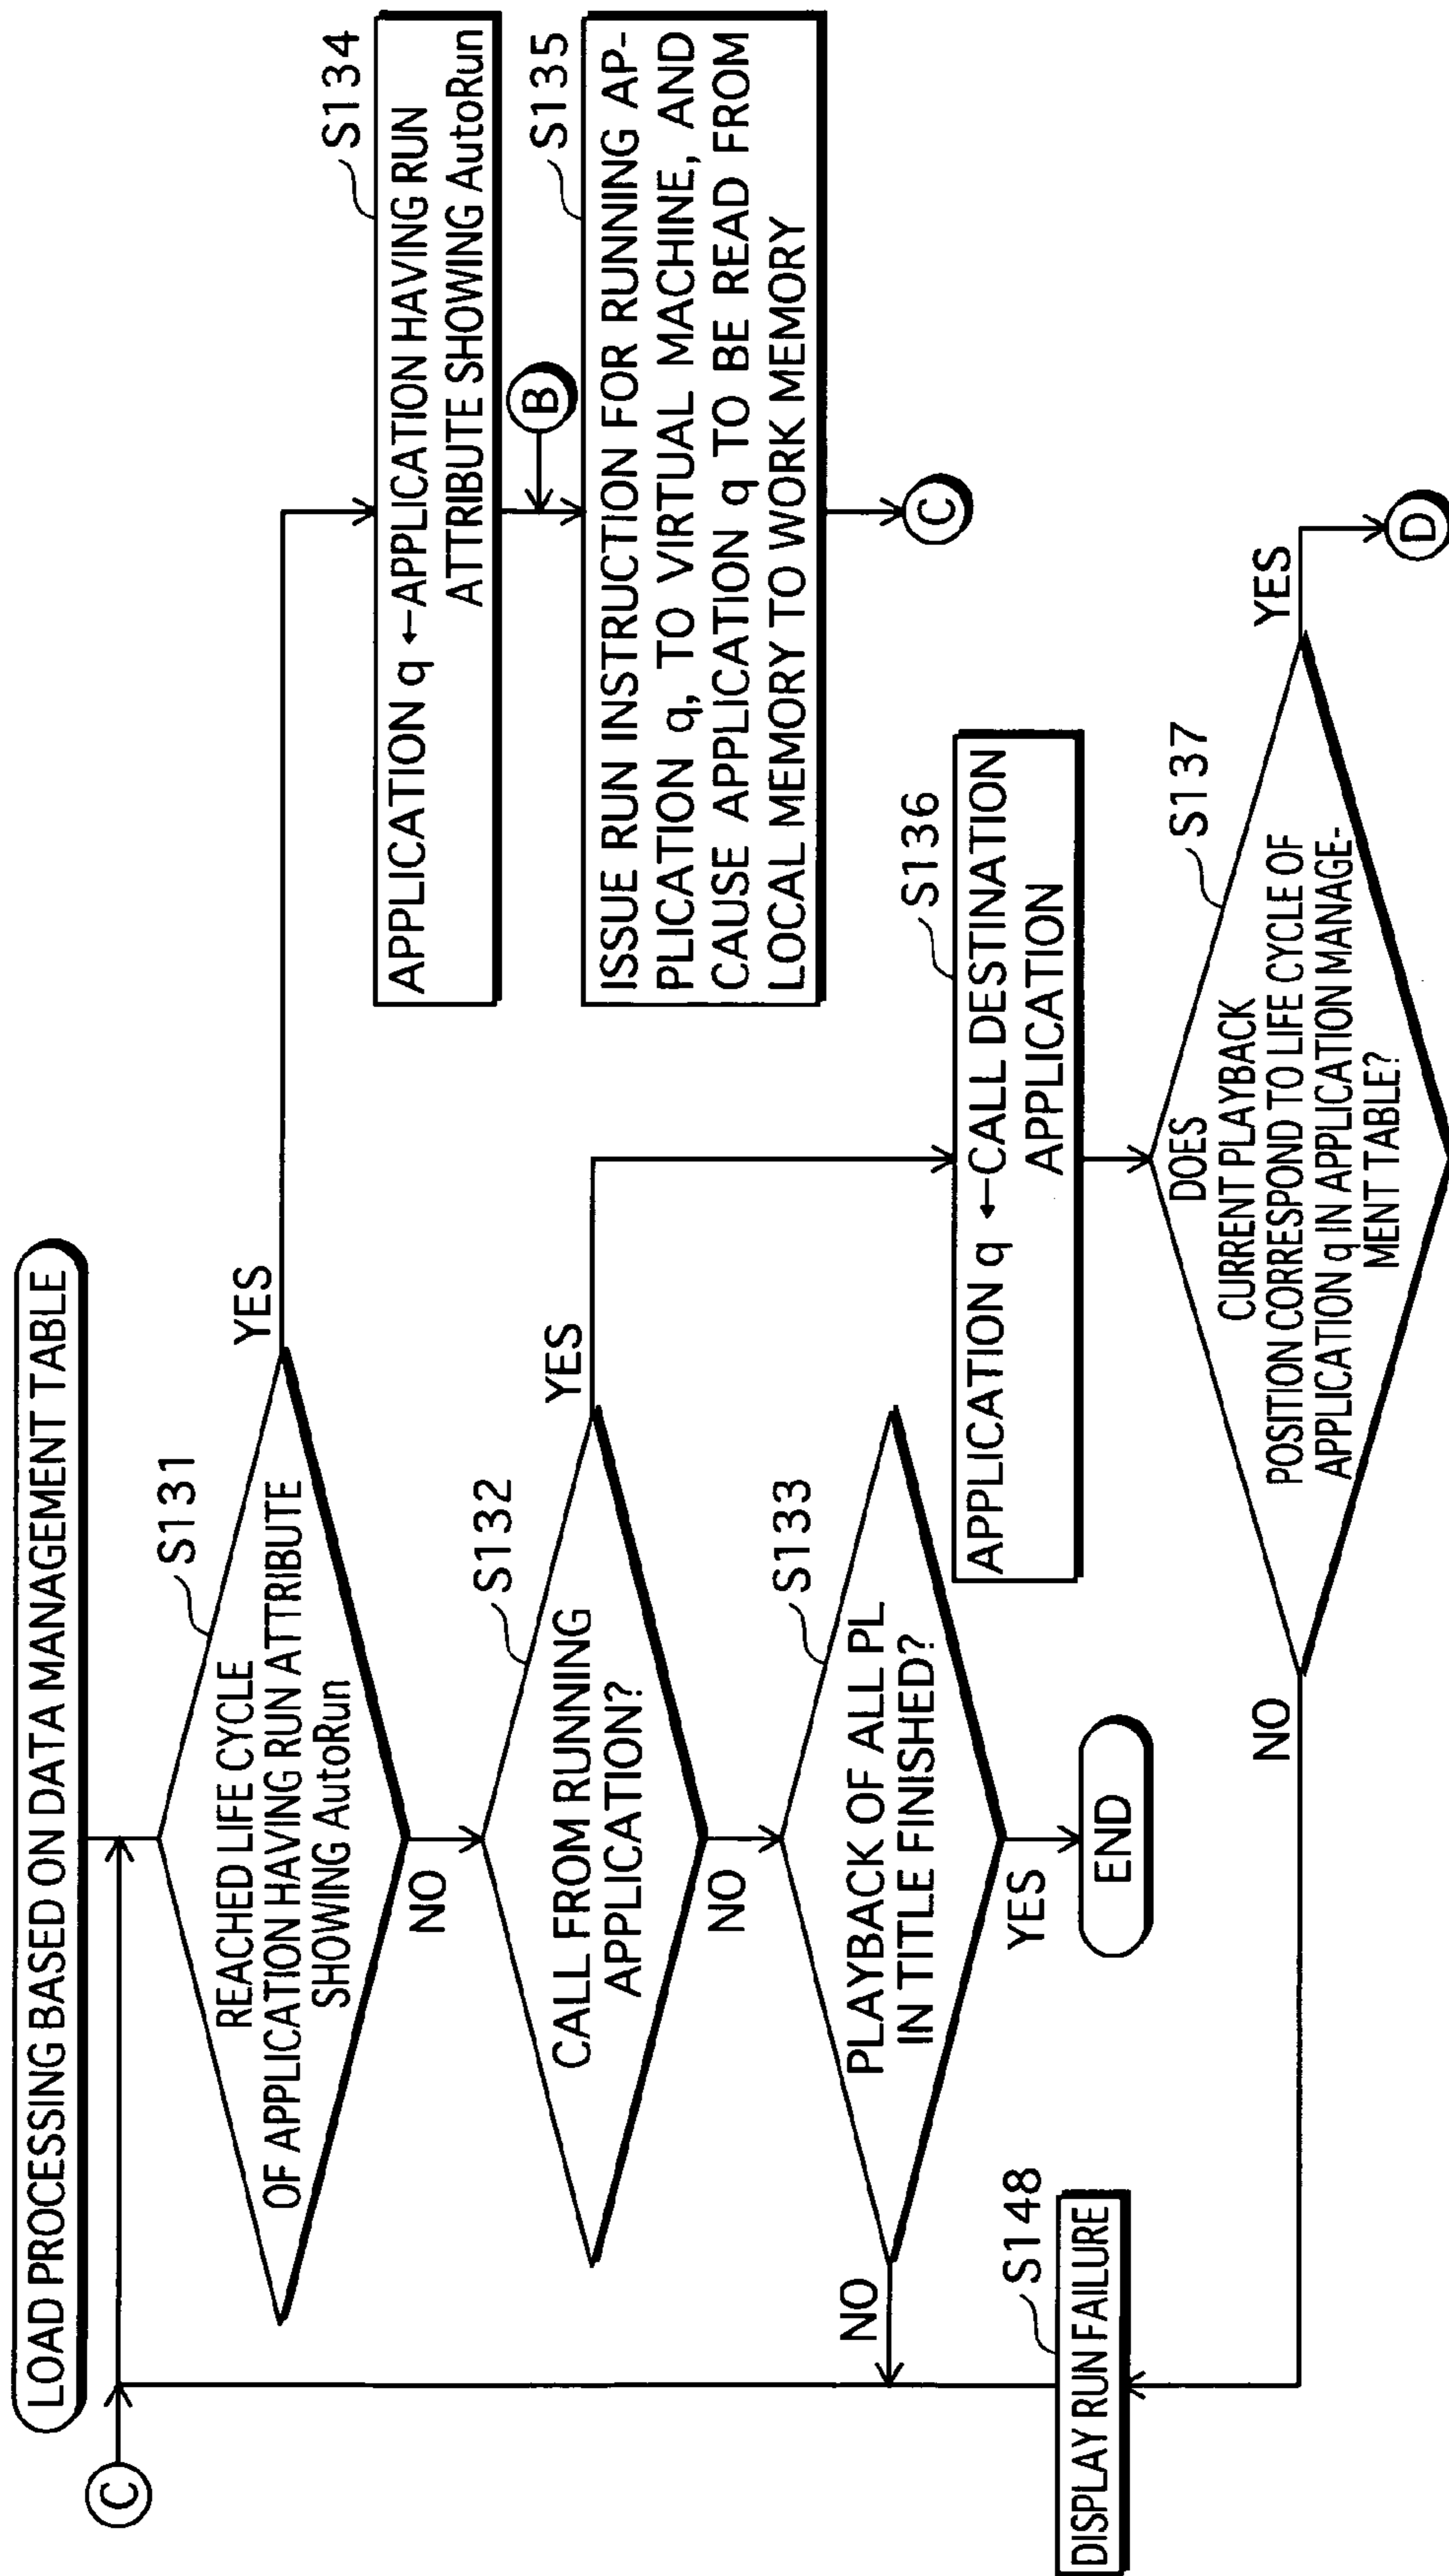 LOAD PROCESSING BASED ON DATA MANAGEMENT TABLE
C
S131
REACHED LIFE CYCLE
OF APPLICATION HAVING RUN ATTRIBUTE
SHOWING AutoRun
YES
NO
S132
CALL FROM RUNNING
APPLICATION?
YES
NO
S133
PLAYBACK OF ALL PL
IN TITLE FINISHED?
NO
YES
END
S134
APPLICATION q ←APPLICATION HAVING RUN
ATTRIBUTE SHOWING AutoRun
B
S135
ISSUE RUN INSTRUCTION FOR RUNNING AP-
PLICATION q, TO VIRTUAL MACHINE, AND
CAUSE APPLICATION q TO BE READ FROM
LOCAL MEMORY TO WORK MEMORY
C
S136
APPLICATION q ←CALL DESTINATION
APPLICATION
S137
DOES
CURRENT PLAYBACK
POSITION CORRESPOND TO LIFE CYCLE OF
APPLICATION q IN APPLICATION MANAGE-
MENT TABLE?
YES
D
NO
S148
DISPLAY RUN FAILURE